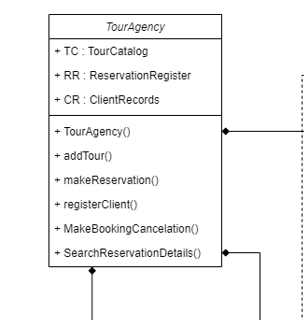 TourAgency
+ TC : TourCatalog
+ RR : ReservationRegister
+ CR : ClientRecords
+ TourAgency()
+ addTour()
+ makeReservation()
+ registerClient()
+ MakeBookingCancelation()
+ SearchReservationDetails()